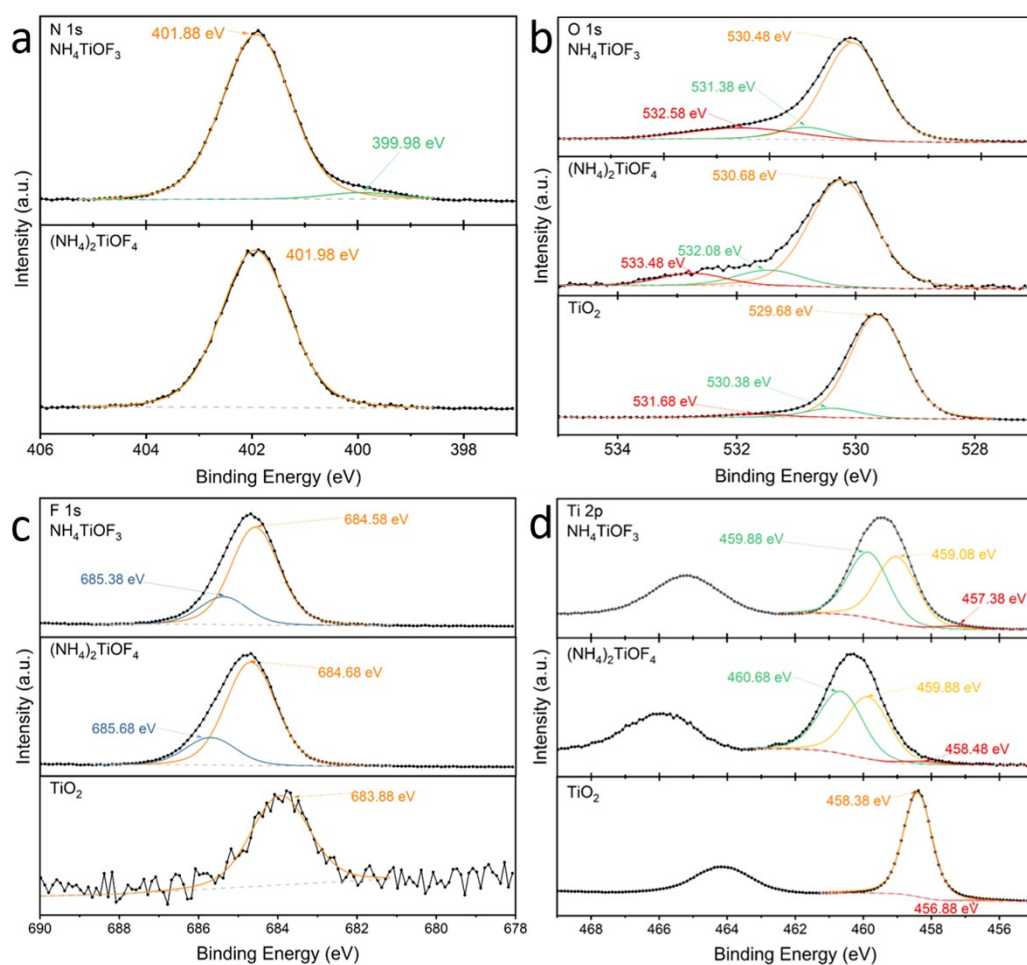 a
N 1s
NH₄TiOF₃
401.88 eV
399.98 eV
(NH₄)₂TiOF₄
401.98 eV
Intensity (a.u.)
406 404 402 400 398
Binding Energy (eV)
b
O 1s
NH₄TiOF₃
530.48 eV
531.38 eV
532.58 eV
(NH₄)₂TiOF₄
530.68 eV
532.08 eV
533.48 eV
TiO₂
529.68 eV
530.38 eV
531.68 eV
Intensity (a.u.)
534 532 530 528
Binding Energy (eV)
c
F 1s
NH₄TiOF₃
684.58 eV
685.38 eV
(NH₄)₂TiOF₄
684.68 eV
685.68 eV
TiO₂
683.88 eV
Intensity (a.u.)
690 688 686 684 682 680 678
Binding Energy (eV)
d
Ti 2p
NH₄TiOF₃
459.88 eV
459.08 eV
457.38 eV
(NH₄)₂TiOF₄
460.68 eV
459.88 eV
458.48 eV
TiO₂
458.38 eV
456.88 eV
Intensity (a.u.)
468 466 464 462 460 458 456
Binding Energy (eV)